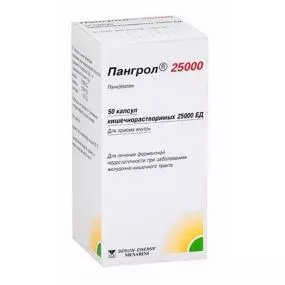 Пангрол® 25000
Панкреатин
50 капсул
кишечнорастворимых 25000 ЕД
Для приема внутрь
Для лечения ферментной
недостаточности при заболеваниях
желудочно-кишечного тракта
BERLIN-CHEMIE
MENARINI